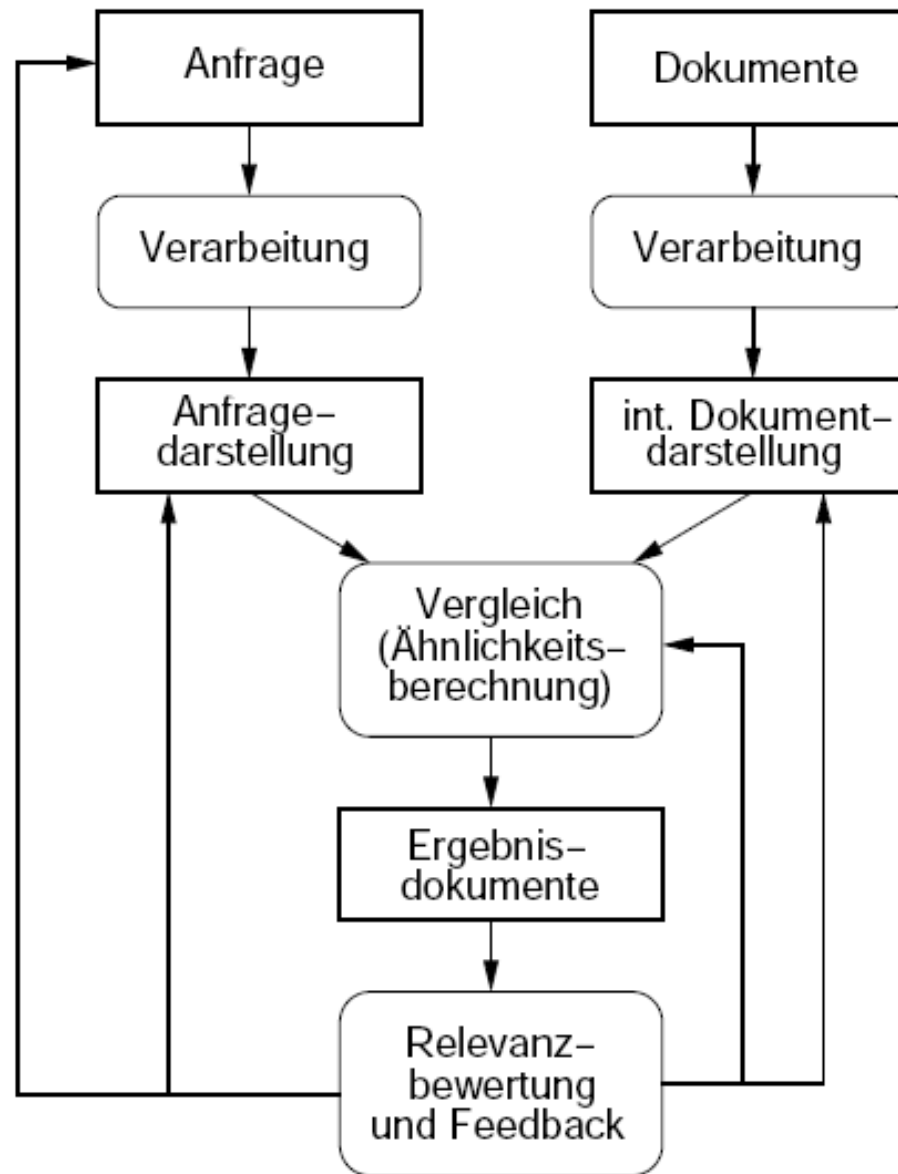 Anfrage
Dokumente
Verarbeitung
Verarbeitung
Anfrage-
darstellung
int. Dokument-
darstellung
Vergleich
(Ähnlichkeits-
berechnung)
Ergebnis-
dokumente
Relevanz-
bewertung
und Feedback